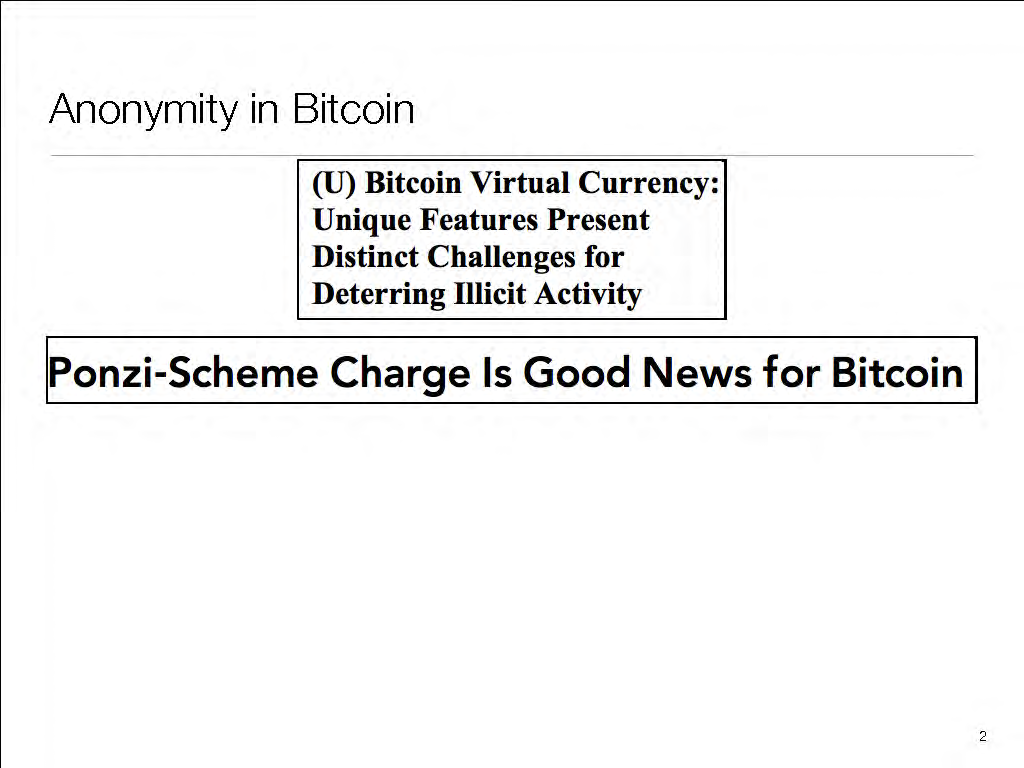 Anonymity in Bitcoin
(U) Bitcoin Virtual Currency:
Unique Features Present
Distinct Challenges for
Deterring Illicit Activity
Ponzi-Scheme Charge Is Good News for Bitcoin
2